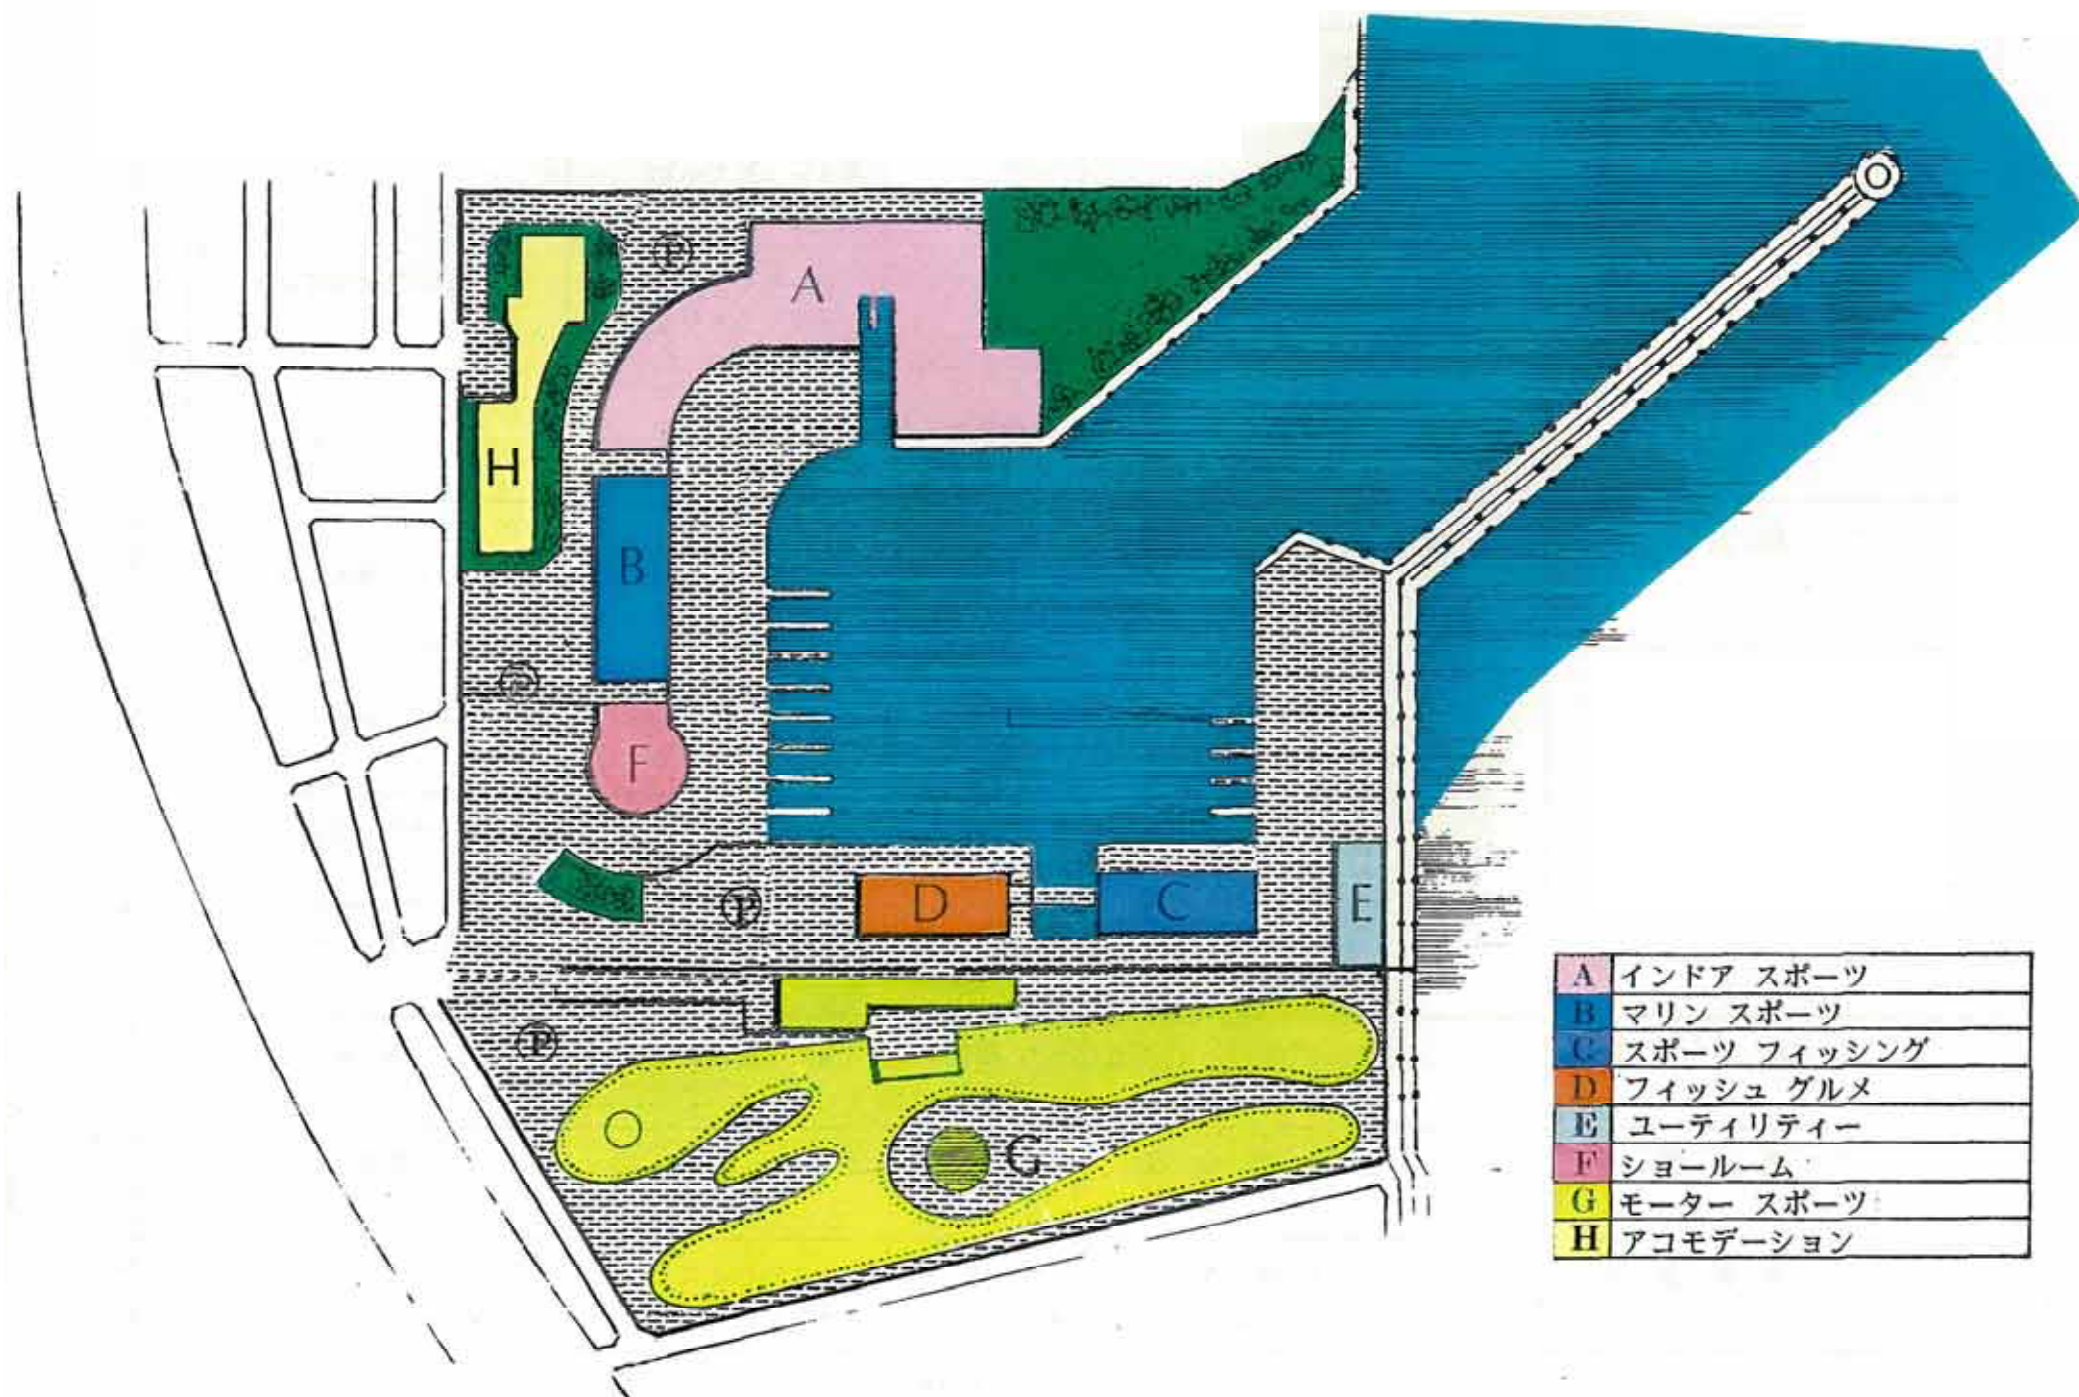 Ⓟ
A
H
B
F
Ⓟ
D
C
E
Ⓟ
G
A インドア スポーツ
B マリン スポーツ
C スポーツ フィッシング
D フィッシュ グルメ
E ユーティリティー
F ショールーム
G モーター スポーツ
H アコモデーション